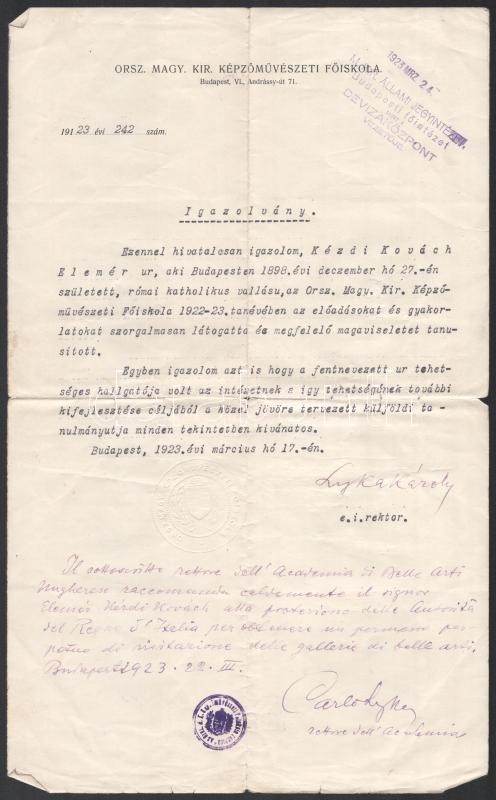 ORSZ. MAGY. KIR. KÉPZŐMŰVÉSZETI FŐISKOLA
Budapest, VI., Andrássy-út 71.
1923 MRZ. 24.
M. KIR. ÁLLAMI JEGYINTÉZET
Budapesti főintézet
DEVIZAKÖZPONT
VEZETŐJE.
19123 évi 242 szám.
Igazolvány.
Ezennel hivatalosan igazolom, Kézdi Kovách
Elemér ur, aki Budapesten 1898.évi deczember hó 27.-én
született, római katholikus vallásu,az Orsz. Magy. Kir. Képző-
művészeti Főiskola 1922-23.tanévében az előadásokat és gyakor-
latokat szorgalmasan látogatta és megfelelő magaviseletet tanu-
sított.
Egyben igazolom azt is hogy a fentnevezett ur tehet-
séges hallgatója volt az intézetnek s igy tehetségének további
kifejlesztése céljából a közel jövőre tervezett külföldi ta -
nulmányutja minden tekintetben kívánatos.
Budapest, 1923.évi március hó 17.-én.
Lyka Károly
e.i.rektor.
Il sottoscritto rettore dell' Academia di Belle Arti
Ungherese raccomanda caldamente il signor
Elemér Kézdi Kovách alla
delle Autorità
del Regno d'Italia per ottenere un permesso
di visitazione delle gallerie di belle arti.
Budapest 1923. 22. III.
Carlo Lyka
rettore dell' Academia